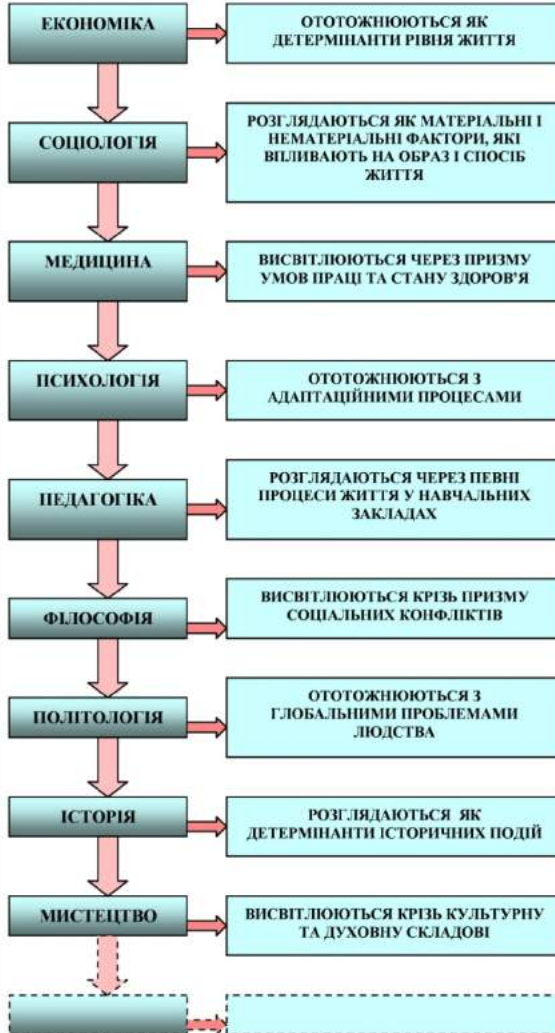 ЕКОНОМІКА
ОТОТОЖНЮЮТЬСЯ ЯК
ДЕТЕРМІНАНТИ РІВНЯ ЖИТТЯ
СОЦІОЛОГІЯ
РОЗГЛЯДАЮТЬСЯ ЯК МАТЕРІАЛЬНІ І
НЕМАТЕРІАЛЬНІ ФАКТОРИ, ЯКІ
ВПЛИВАЮТЬ НА ОБРАЗ І СПОСІБ
ЖИТТЯ
МЕДИЦИНА
ВИСВІТЛЮЮТЬСЯ ЧЕРЕЗ ПРИЗМУ
УМОВ ПРАЦІ ТА СТАНУ ЗДОРОВ'Я
ПСИХОЛОГІЯ
ОТОТОЖНЮЮТЬСЯ З
АДАПТАЦІЙНИМИ ПРОЦЕСАМИ
ПЕДАГОГІКА
РОЗГЛЯДАЮТЬСЯ ЧЕРЕЗ ПЕВНІ
ПРОЦЕСИ ЖИТТЯ У НАВЧАЛЬНИХ
ЗАКЛАДАХ
ФІЛОСОФІЯ
ВИСВІТЛЮЮТЬСЯ КРІЗЬ ПРИЗМУ
СОЦІАЛЬНИХ КОНФЛІКТІВ
ПОЛІТОЛОГІЯ
ОТОТОЖНЮЮТЬСЯ З
ГЛОБАЛЬНИМИ ПРОБЛЕМАМИ
ЛЮДСТВА
ІСТОРІЯ
РОЗГЛЯДАЮТЬСЯ ЯК
ДЕТЕРМІНАНТИ ІСТОРИЧНИХ ПОДІЙ
МИСТЕЦТВО
ВИСВІТЛЮЮТЬСЯ КРІЗЬ КУЛЬТУРНУ
ТА ДУХОВНУ СКЛАДОВІ